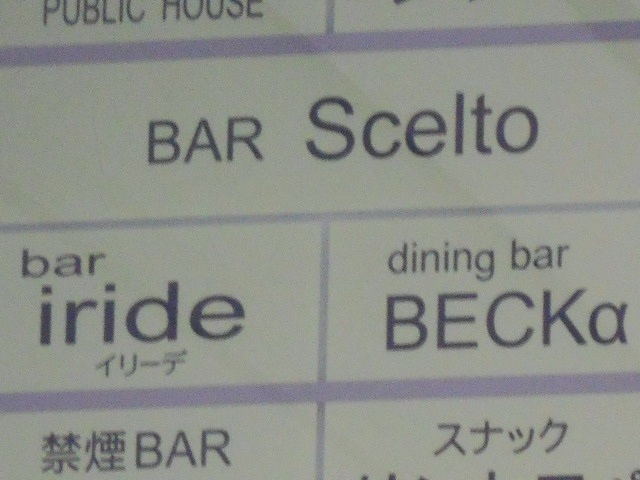 PUBLIC HOUSE
BAR Scelto
bar
iride
イリーデ
dining bar
BECKα
禁煙BAR
スナック